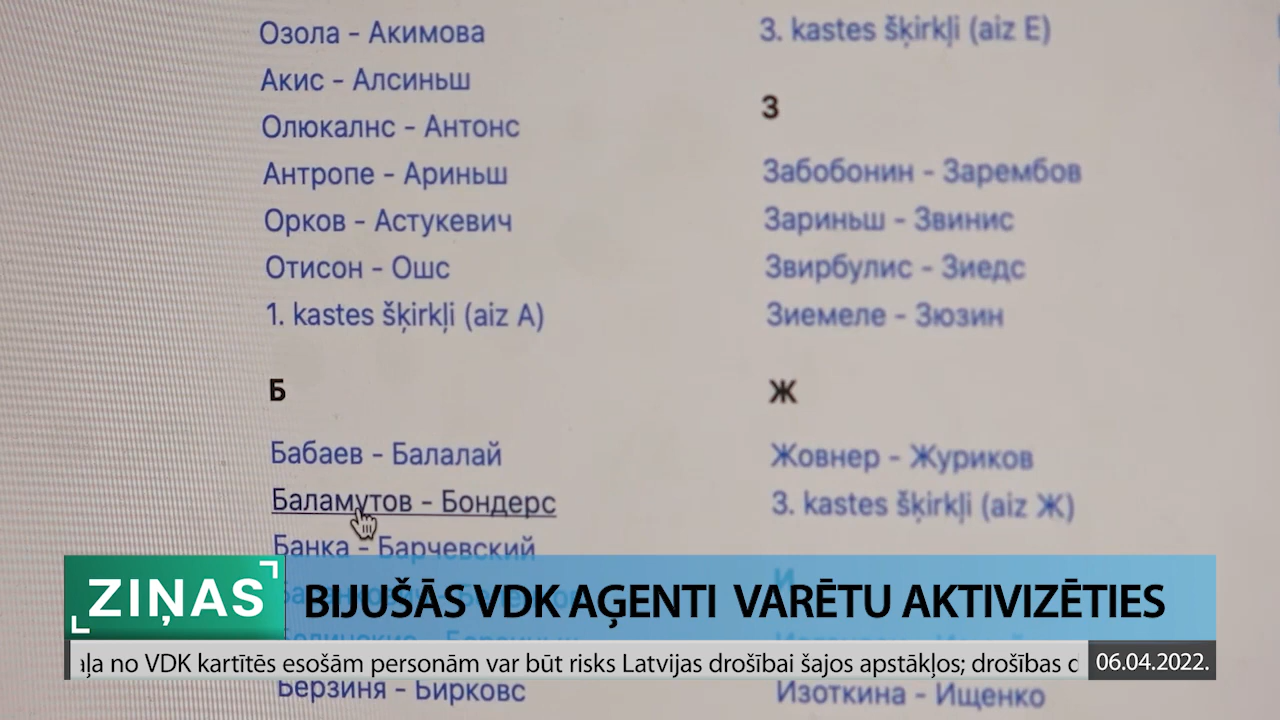 Озола - Акимова
Акис - Алсиньш
Олюкалнс - Антонс
Антропе - Ариньш
Орков - Астукевич
Отисон - Ошс
1. kastes šķirkļi (aiz A)
Б
Бабаев - Балалай
Баламутов - Бондерс
Банка - Барчевский
Берзиня - Бирковс
3. kastes šķirkļi (aiz E)
З
Забобонин - Зарембов
Зариньш - Звинис
Звирбулис - Зиедс
Зиемеле - Зюзин
Ж
Жовнер - Журиков
3. kastes šķirkļi (aiz Ж)
И
Изоткина - Ищенко
ZIŅAS
BIJUŠĀS VDK AĢENTI VARĒTU AKTIVIZĒTIES
no VDK kartītēs esošām personām var būt risks Latvijas drošībai šajos apstākļos; drošības
06.04.2022.